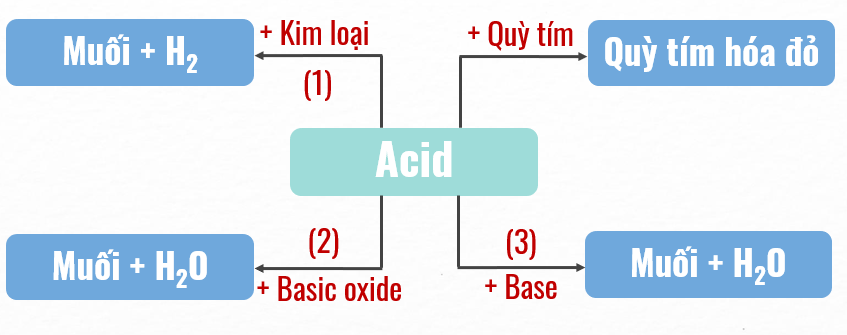 Muối + H₂
+ Kim loại
(1)
+ Quỳ tím
Quỳ tím hóa đỏ
Acid
Muối + H₂O
(2)
+ Basic oxide
(3)
+ Base
Muối + H₂O